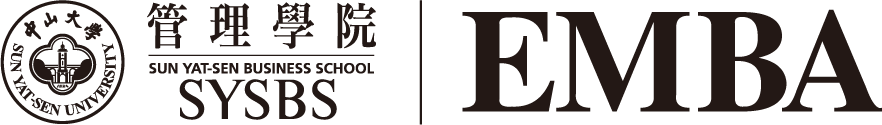 中山大學
SUN YAT-SEN UNIVERSITY
管理學院
SUN YAT-SEN BUSINESS SCHOOL
SYSBS
EMBA